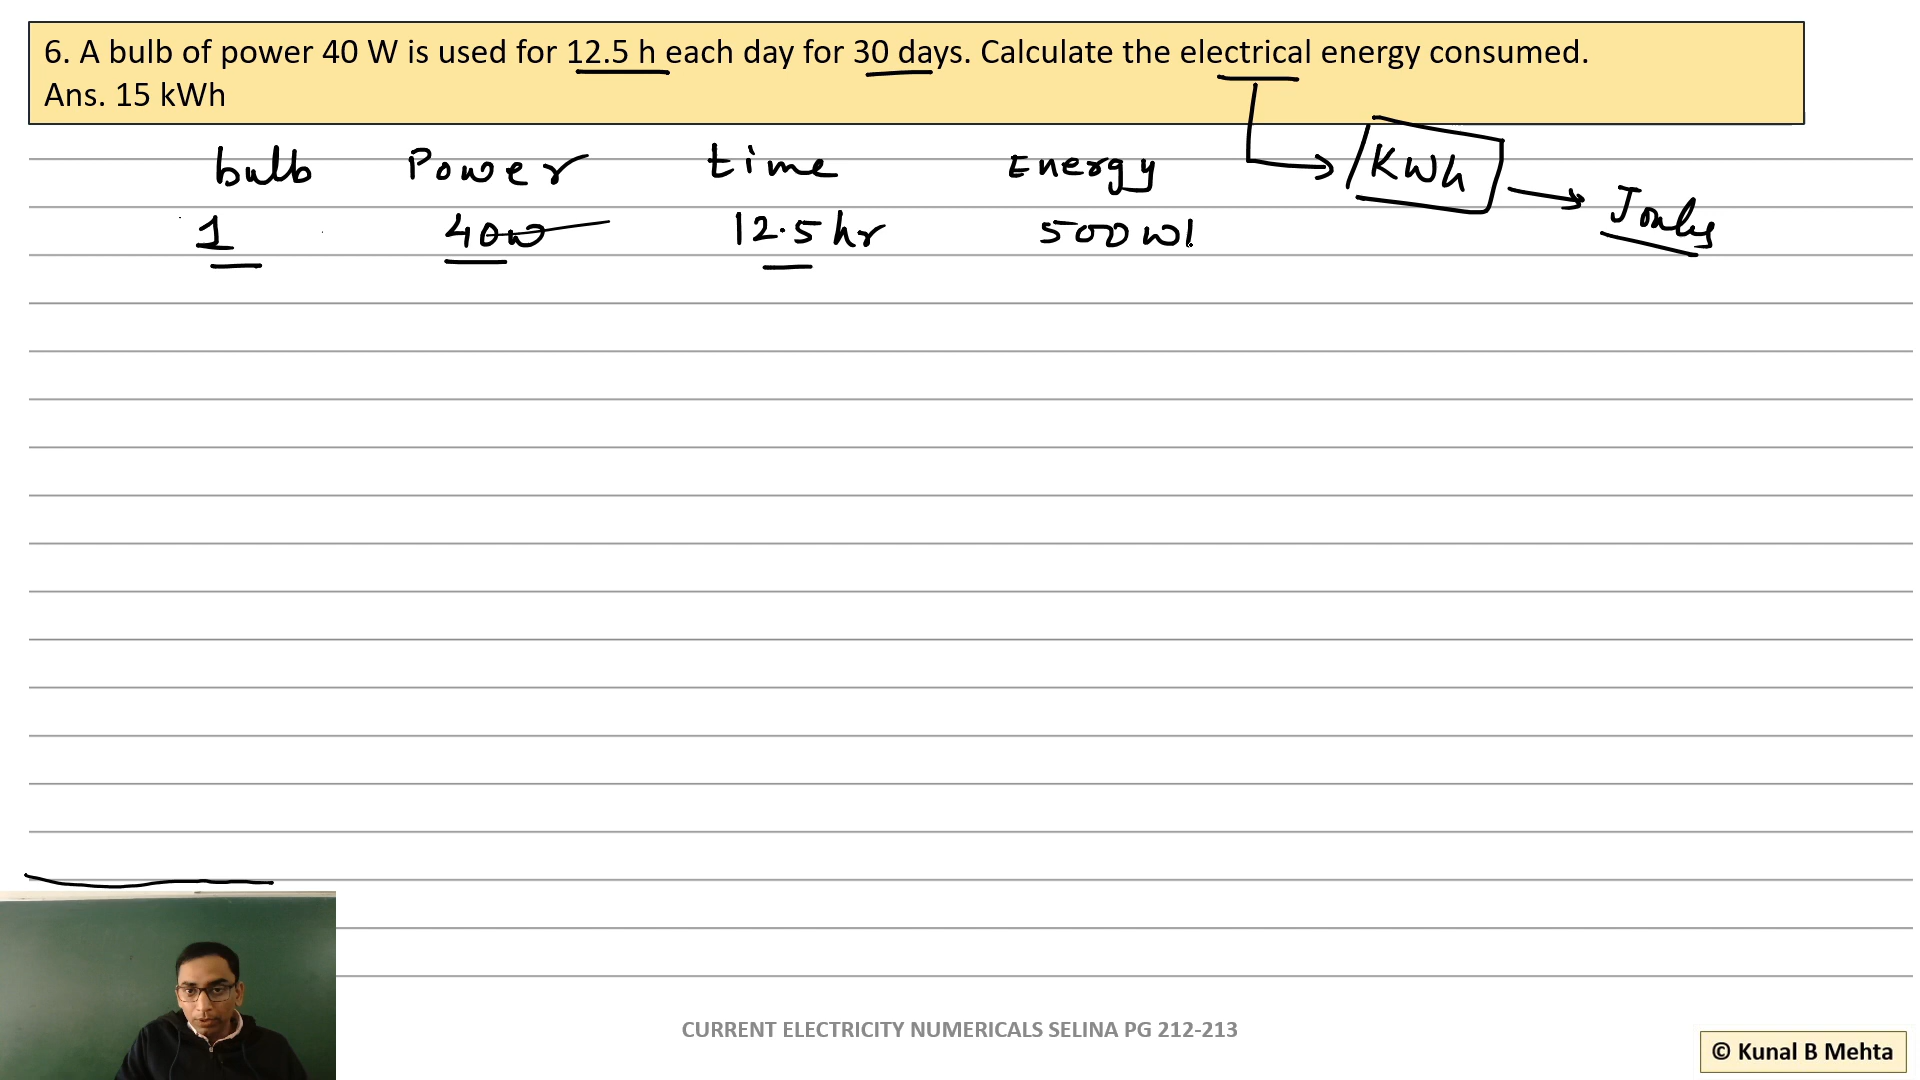 6. A bulb of power 40 W is used for 12.5 h each day for 30 days. Calculate the electrical energy consumed.
Ans. 15 kWh
bulb Power time Energy KWh
1 40W 12.5 hr 500 W Joules
CURRENT ELECTRICITY NUMERICALS SELINA PG 212-213
© Kunal B Mehta